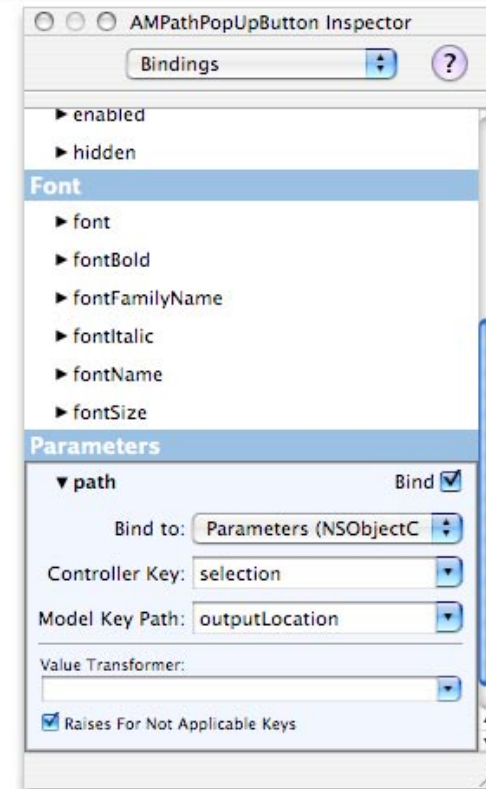 AMPathPopUpButton Inspector
Bindings ?
enabled
hidden
Font
font
fontBold
fontFamilyName
fontItalic
fontName
fontSize
Parameters
path Bind
Bind to: Parameters (NSObjectC
Controller Key: selection
Model Key Path: outputLocation
Value Transformer:
Raises For Not Applicable Keys